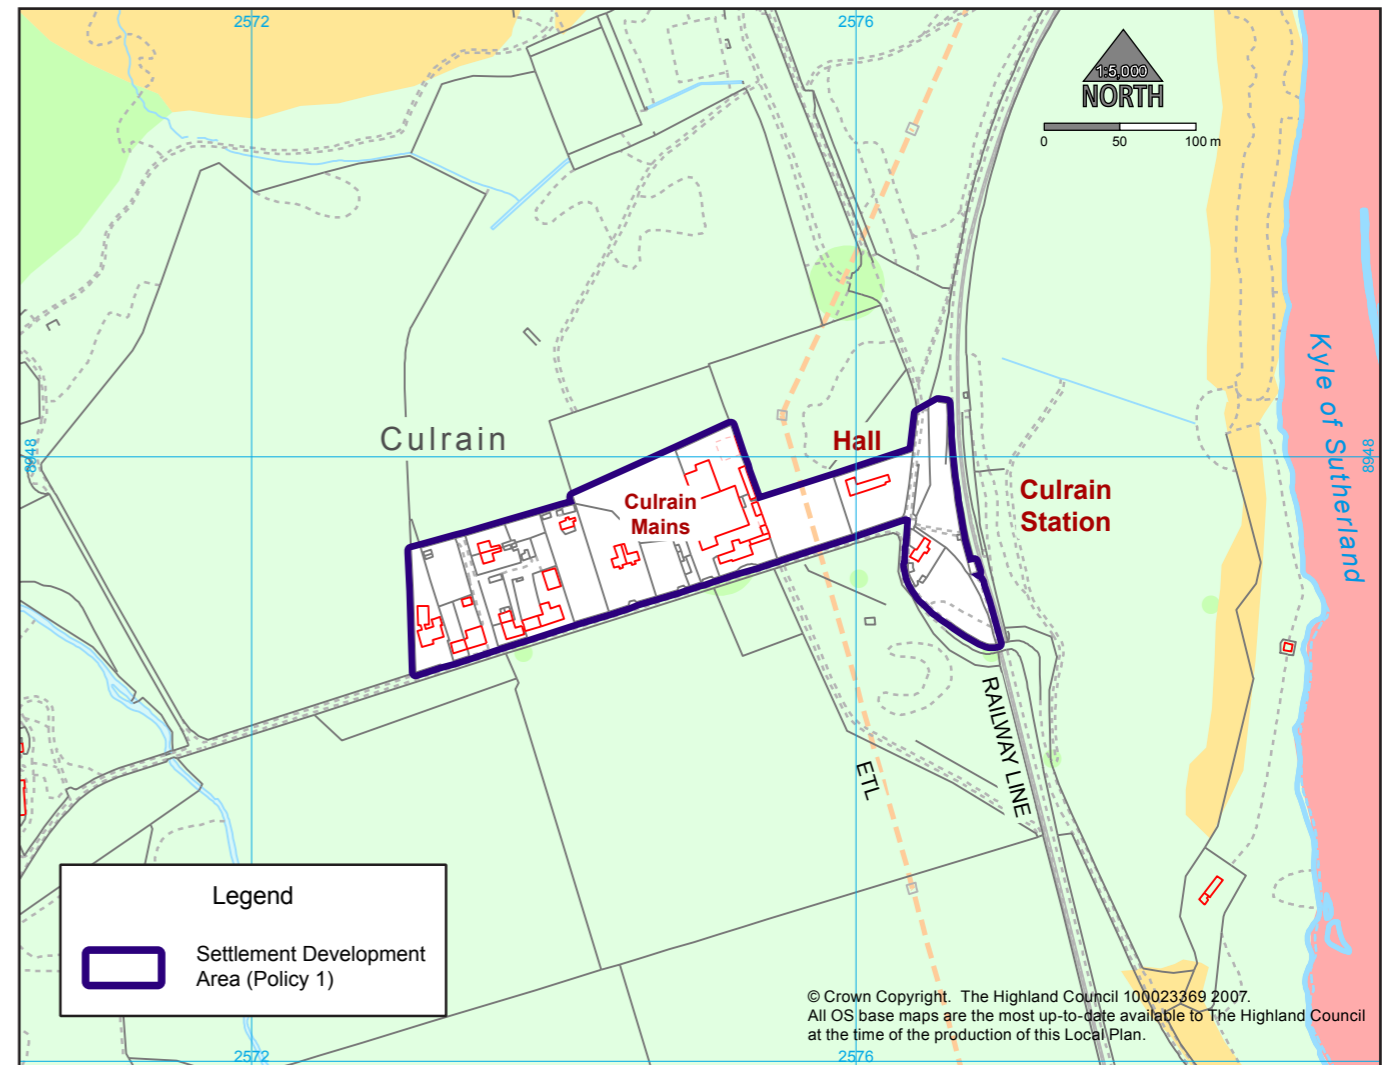 2572
2576
1:5,000
NORTH
0 50 100 m
Kyle of Sutherland
Culrain
Hall
8948
8948
Culrain
Mains
Culrain
Station
RAILWAY LINE
ETL
Legend
Settlement Development
Area (Policy 1)
© Crown Copyright. The Highland Council 100023369 2007.
All OS base maps are the most up-to-date available to The Highland Council
at the time of the production of this Local Plan.
2572
2576